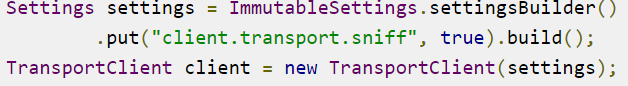 Settings settings = ImmutableSettings.settingsBuilder()
        .put("client.transport.sniff", true).build();
TransportClient client = new TransportClient(settings);